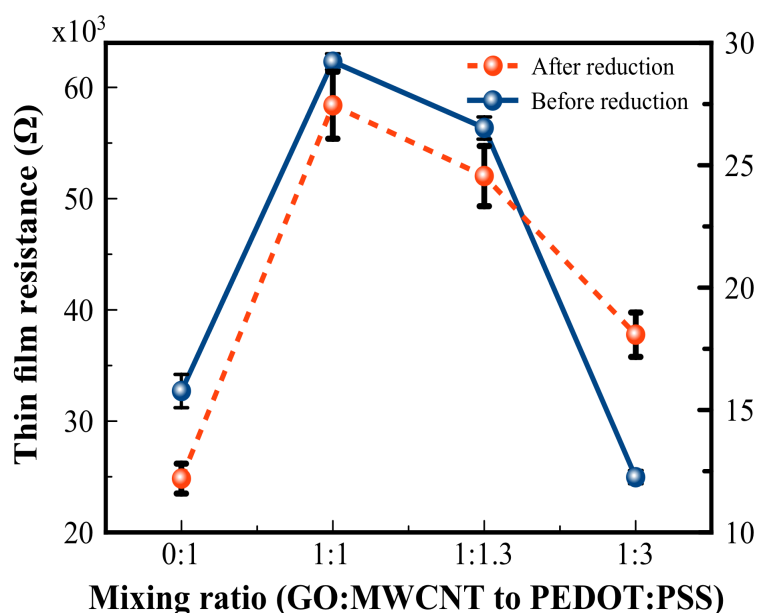 x10³
60
50
40
30
20
30
25
20
15
10
After reduction
Before reduction
Thin film resistance (Ω)
0:1 1:1 1:1.3 1:3
Mixing ratio (GO:MWCNT to PEDOT:PSS)